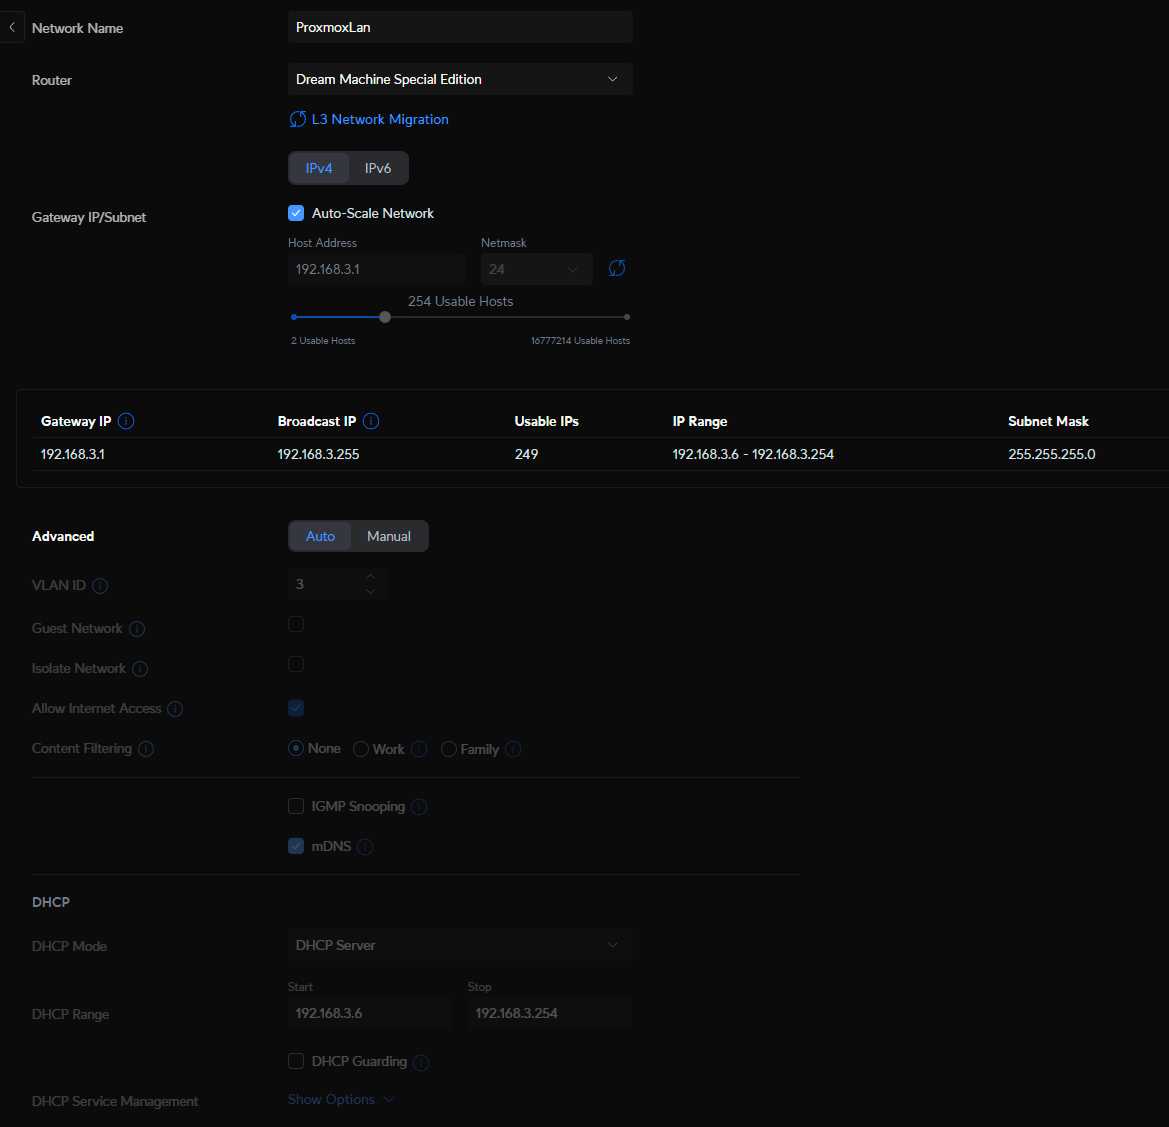 Network Name
ProxmoxLan
Router
Dream Machine Special Edition
L3 Network Migration
IPv4 IPv6
Gateway IP/Subnet
Auto-Scale Network
Host Address Netmask
192.168.3.1 24
254 Usable Hosts
2 Usable Hosts 16777214 Usable Hosts
Gateway IP Broadcast IP Usable IPs IP Range Subnet Mask
192.168.3.1 192.168.3.255 249 192.168.3.6 - 192.168.3.254 255.255.255.0
Advanced Auto Manual
VLAN ID 3
Guest Network
Isolate Network
Allow Internet Access
Content Filtering None Work Family
IGMP Snooping
mDNS
DHCP
DHCP Mode DHCP Server
Start Stop
DHCP Range 192.168.3.6 192.168.3.254
DHCP Guarding
DHCP Service Management Show Options